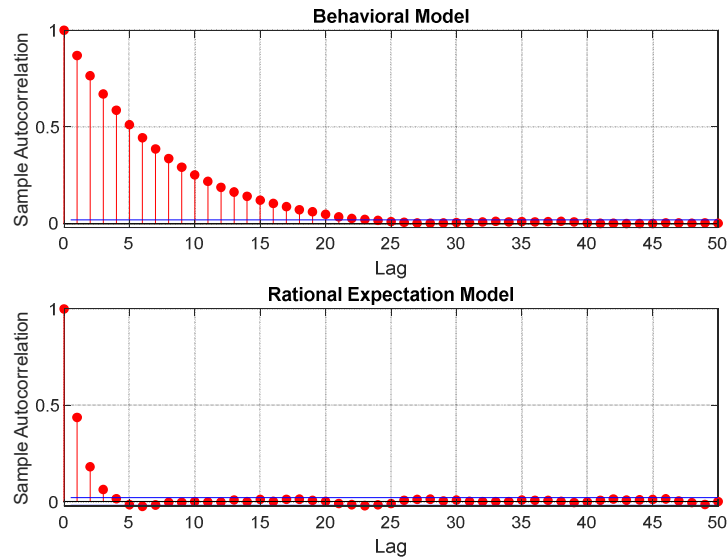 Behavioral Model
1
0.5
0
Sample Autocorrelation
0 5 10 15 20 25 30 35 40 45 50
Lag
Rational Expectation Model
1
0.5
0
Sample Autocorrelation
0 5 10 15 20 25 30 35 40 45 50
Lag